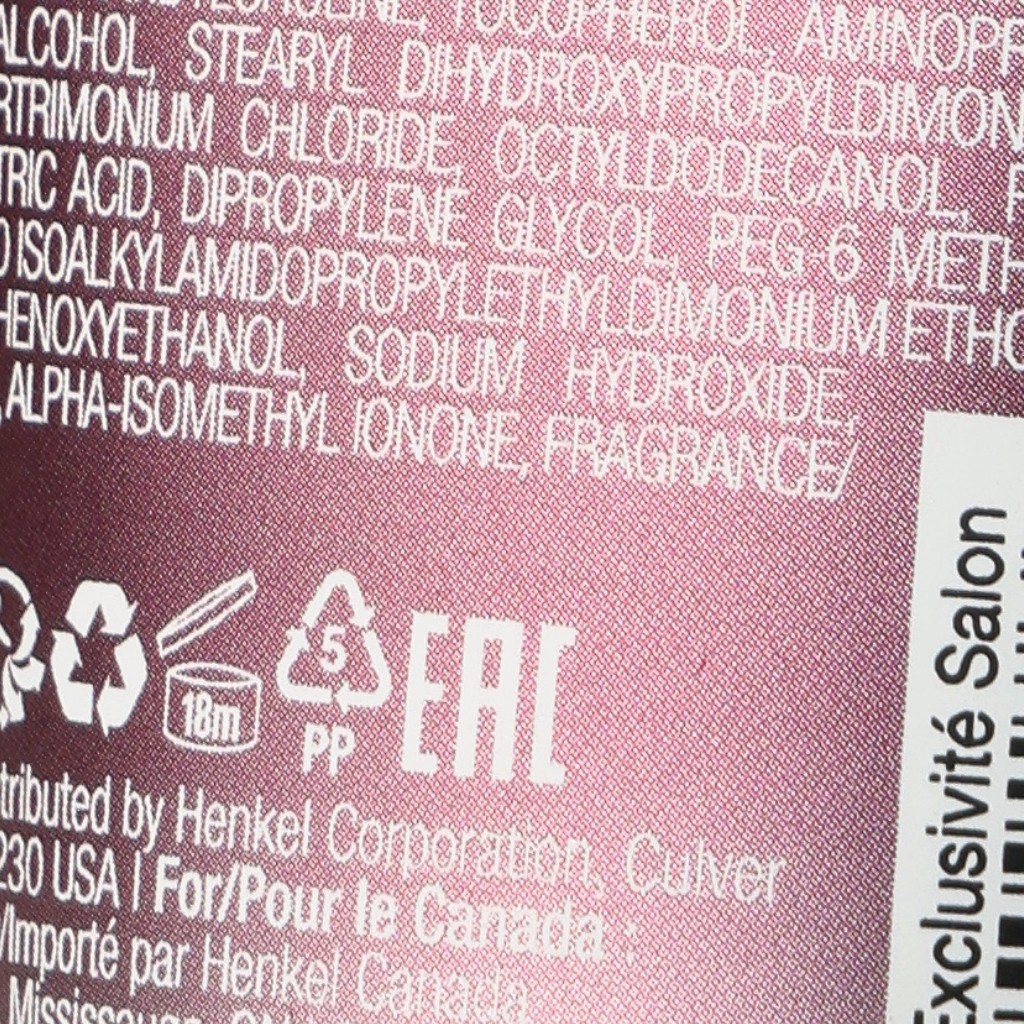 TOCOPHEROL, AMINOPR
ALCOHOL, STEARYL DIHYDROXYPROPYLDIMON
RTRIMONIUM CHLORIDE, OCTYLDODECANOL, P
TRIC ACID, DIPROPYLENE GLYCOL, PEG-6 METH
O ISOALKYLAMIDOPROPYLETHYLDIMONIUM ETHO
HENOXYETHANOL, SODIUM HYDROXIDE,
, ALPHA-ISOMETHYL IONONE, FRAGRANCE/
18m
5
PP
EAC
tributed by Henkel Corporation, Culver
230 USA | For/Pour le Canada :
/Importé par Henkel Canada
Exclusivité Salon